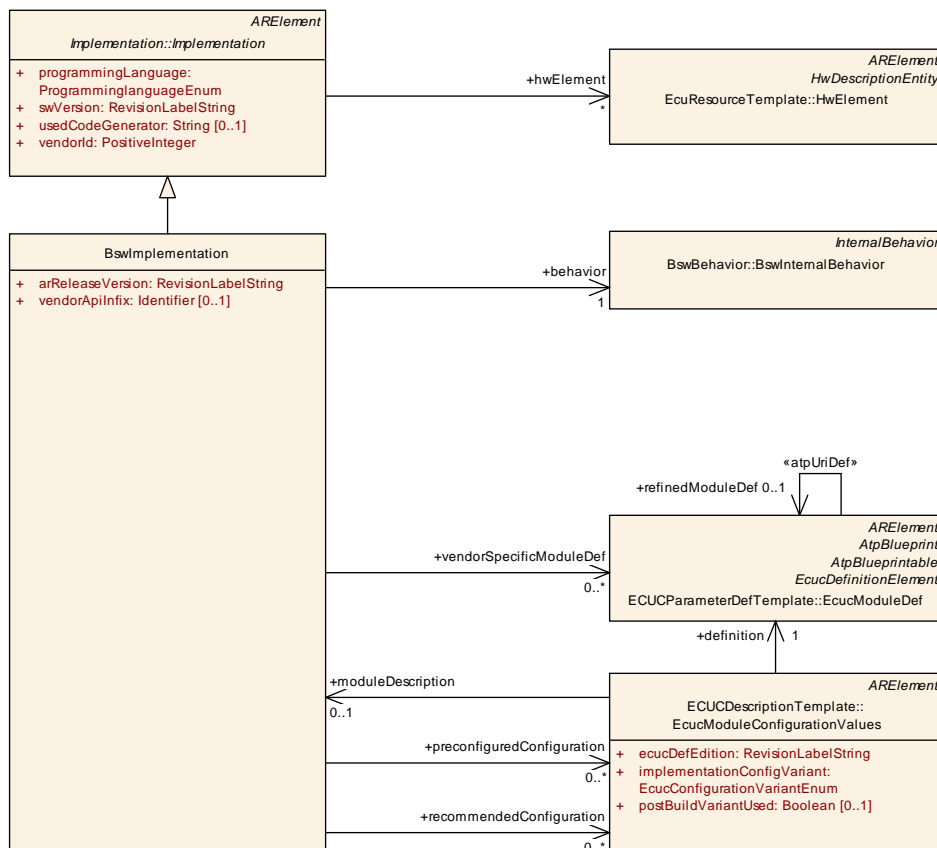 ARElement
Implementation::Implementation
+ programmingLanguage:
ProgramminglanguageEnum
+ swVersion: RevisionLabelString
+ usedCodeGenerator: String [0..1]
+ vendorId: PositiveInteger
+hwElement
*
ARElement
HwDescriptionEntity
EcuResourceTemplate::HwElement
BswImplementation
+ arReleaseVersion: RevisionLabelString
+ vendorApiInfix: Identifier [0..1]
+behavior
1
InternalBehavior
BswBehavior::BswInternalBehavior
«atpUriDef»
+refinedModuleDef 0..1
+vendorSpecificModuleDef
0..*
ARElement
AtpBlueprint
AtpBlueprintable
EcucDefinitionElement
ECUCParameterDefTemplate::EcucModuleDef
+definition 1
+moduleDescription
0..1
ARElement
ECUCDescriptionTemplate::
EcucModuleConfigurationValues
+ ecucDefEdition: RevisionLabelString
+ implementationConfigVariant:
EcucConfigurationVariantEnum
+ postBuildVariantUsed: Boolean [0..1]
+preconfiguredConfiguration
0..*
+recommendedConfiguration
0..*